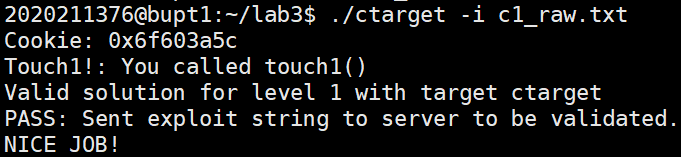 2020211376@bupt1:~/lab3$ ./ctarget -i c1_raw.txt
Cookie: 0x6f603a5c
Touch1!: You called touch1()
Valid solution for level 1 with target ctarget
PASS: Sent exploit string to server to be validated.
NICE JOB!